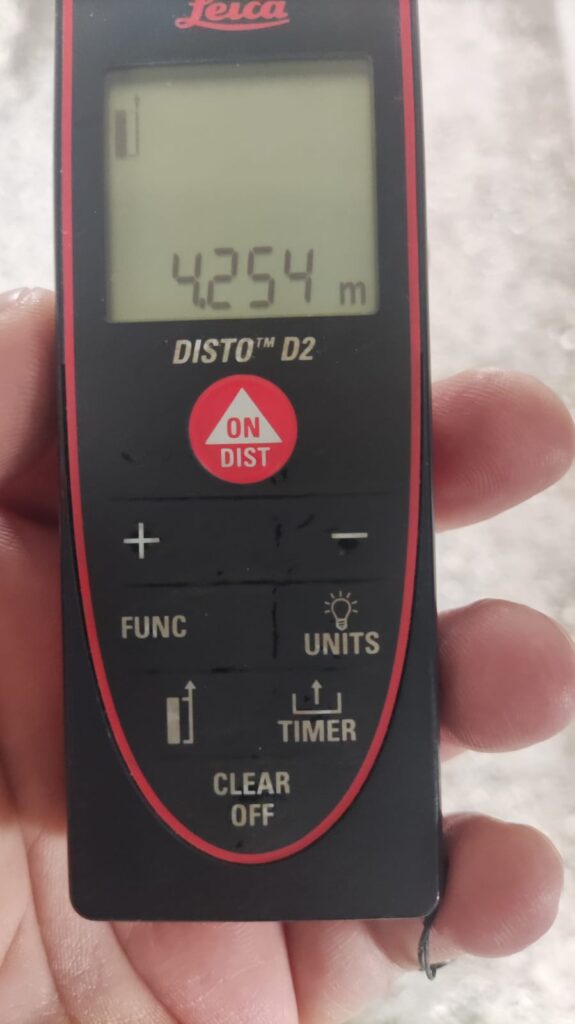 Leica
4.254 m
DISTO™ D2
ON
DIST
+ −
FUNC
UNITS
TIMER
CLEAR
OFF